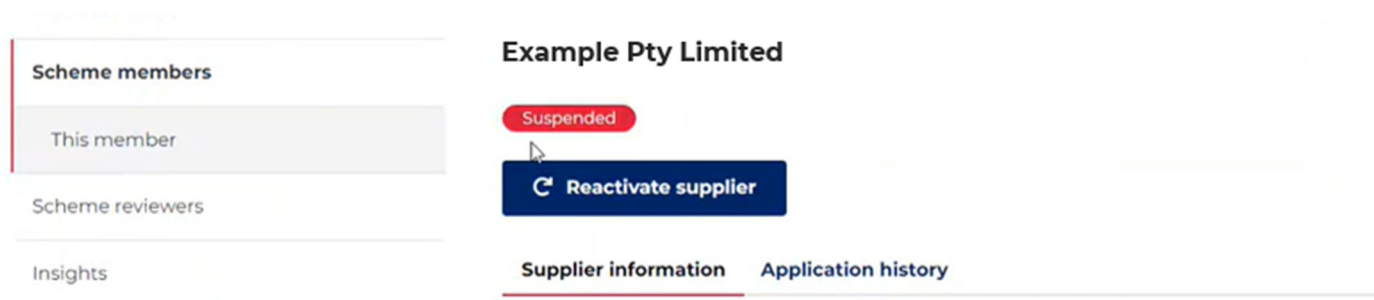 Scheme members
This member
Scheme reviewers
Insights
Example Pty Limited
Suspended
Reactivate supplier
Supplier information
Application history